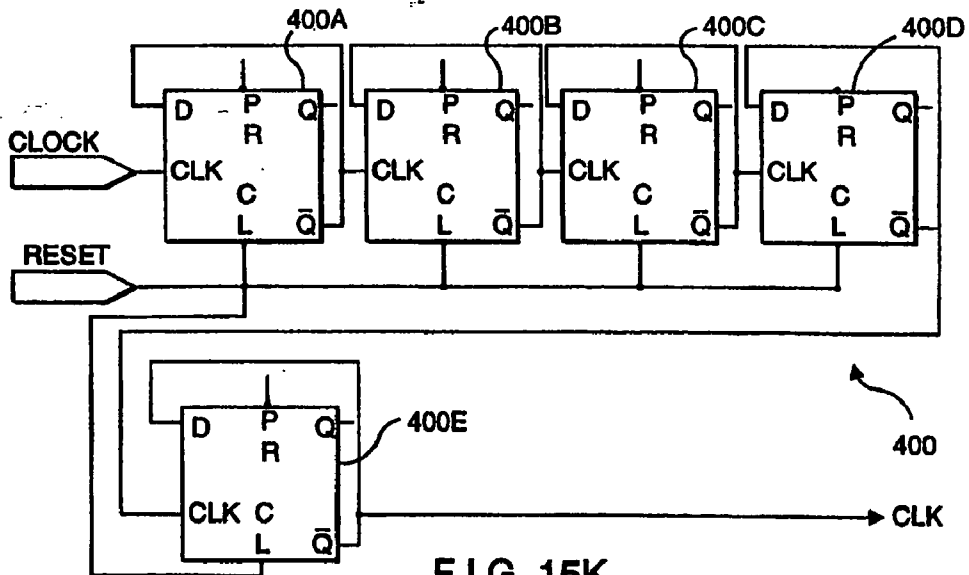 400A 400B 400C 400D
D P Q D P Q D P Q D P Q
R R R R
CLOCK
CLK CLK CLK CLK
C C C C
L Q̅ L Q̅ L Q̅ L Q̅
RESET
400E
D P Q
R
400
CLK C
CLK
L Q̅
FIG. 15K